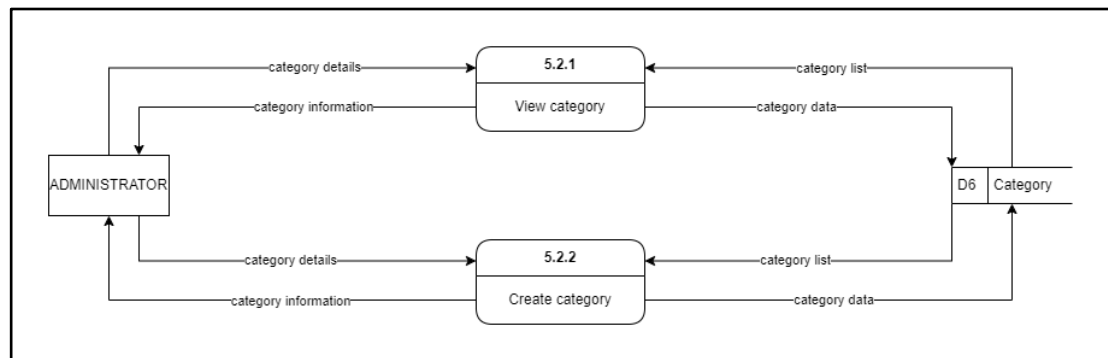 5.2.1
category details
category list
category information
View category
category data
ADMINISTRATOR
D6
Category
5.2.2
category details
category list
category information
Create category
category data